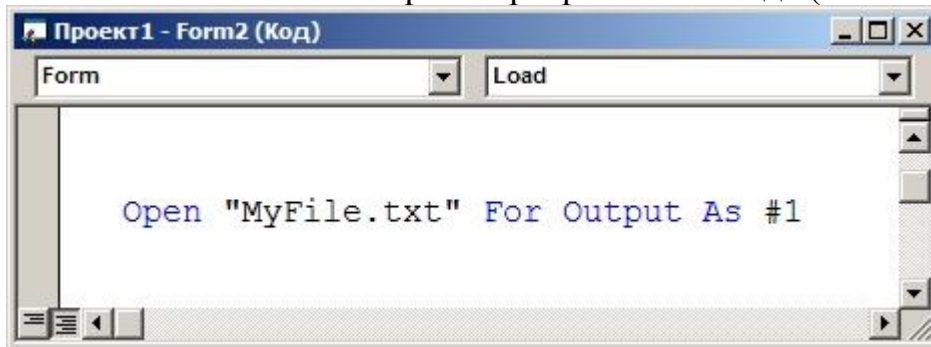 Проект1 - Form2 (Код)
Form Load
Open "MyFile.txt" For Output As #1